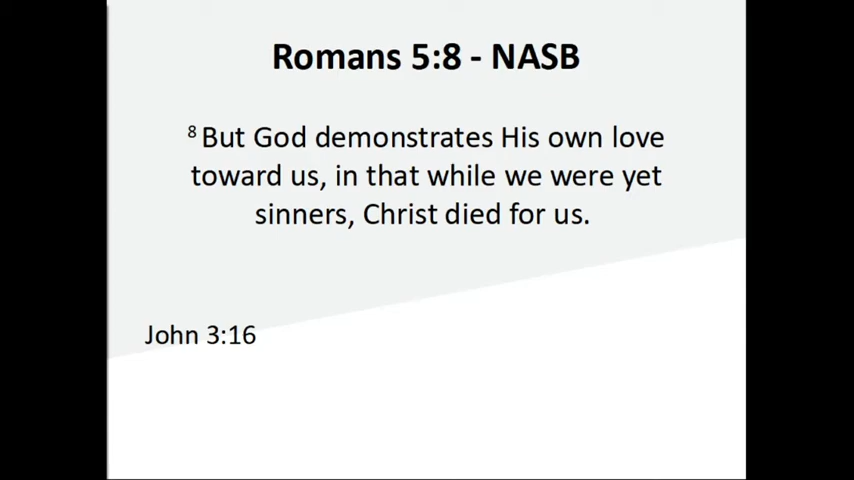 Romans 5:8 - NASB
8 But God demonstrates His own love
toward us, in that while we were yet
sinners, Christ died for us.
John 3:16